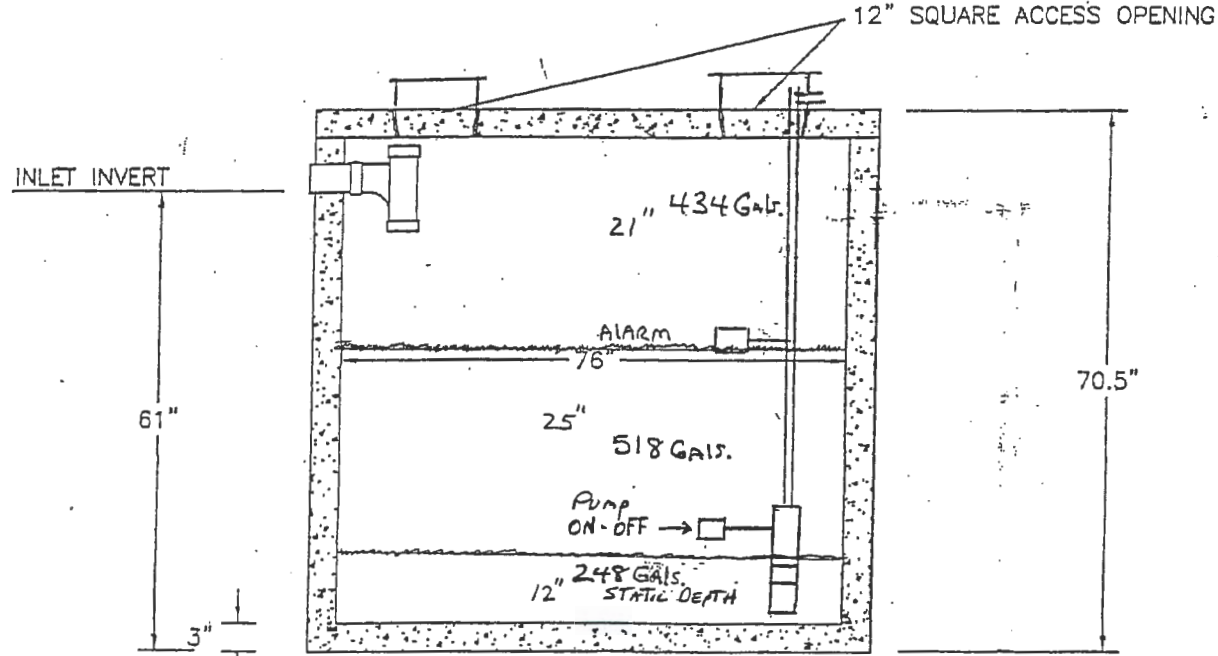 12" SQUARE ACCESS OPENING
INLET INVERT
21" 434 GAls.
ALARM
76"
70.5"
61"
25"
518 GAls.
Pump
ON-OFF
248 GAls.
12" STATIC DEPTH
3"